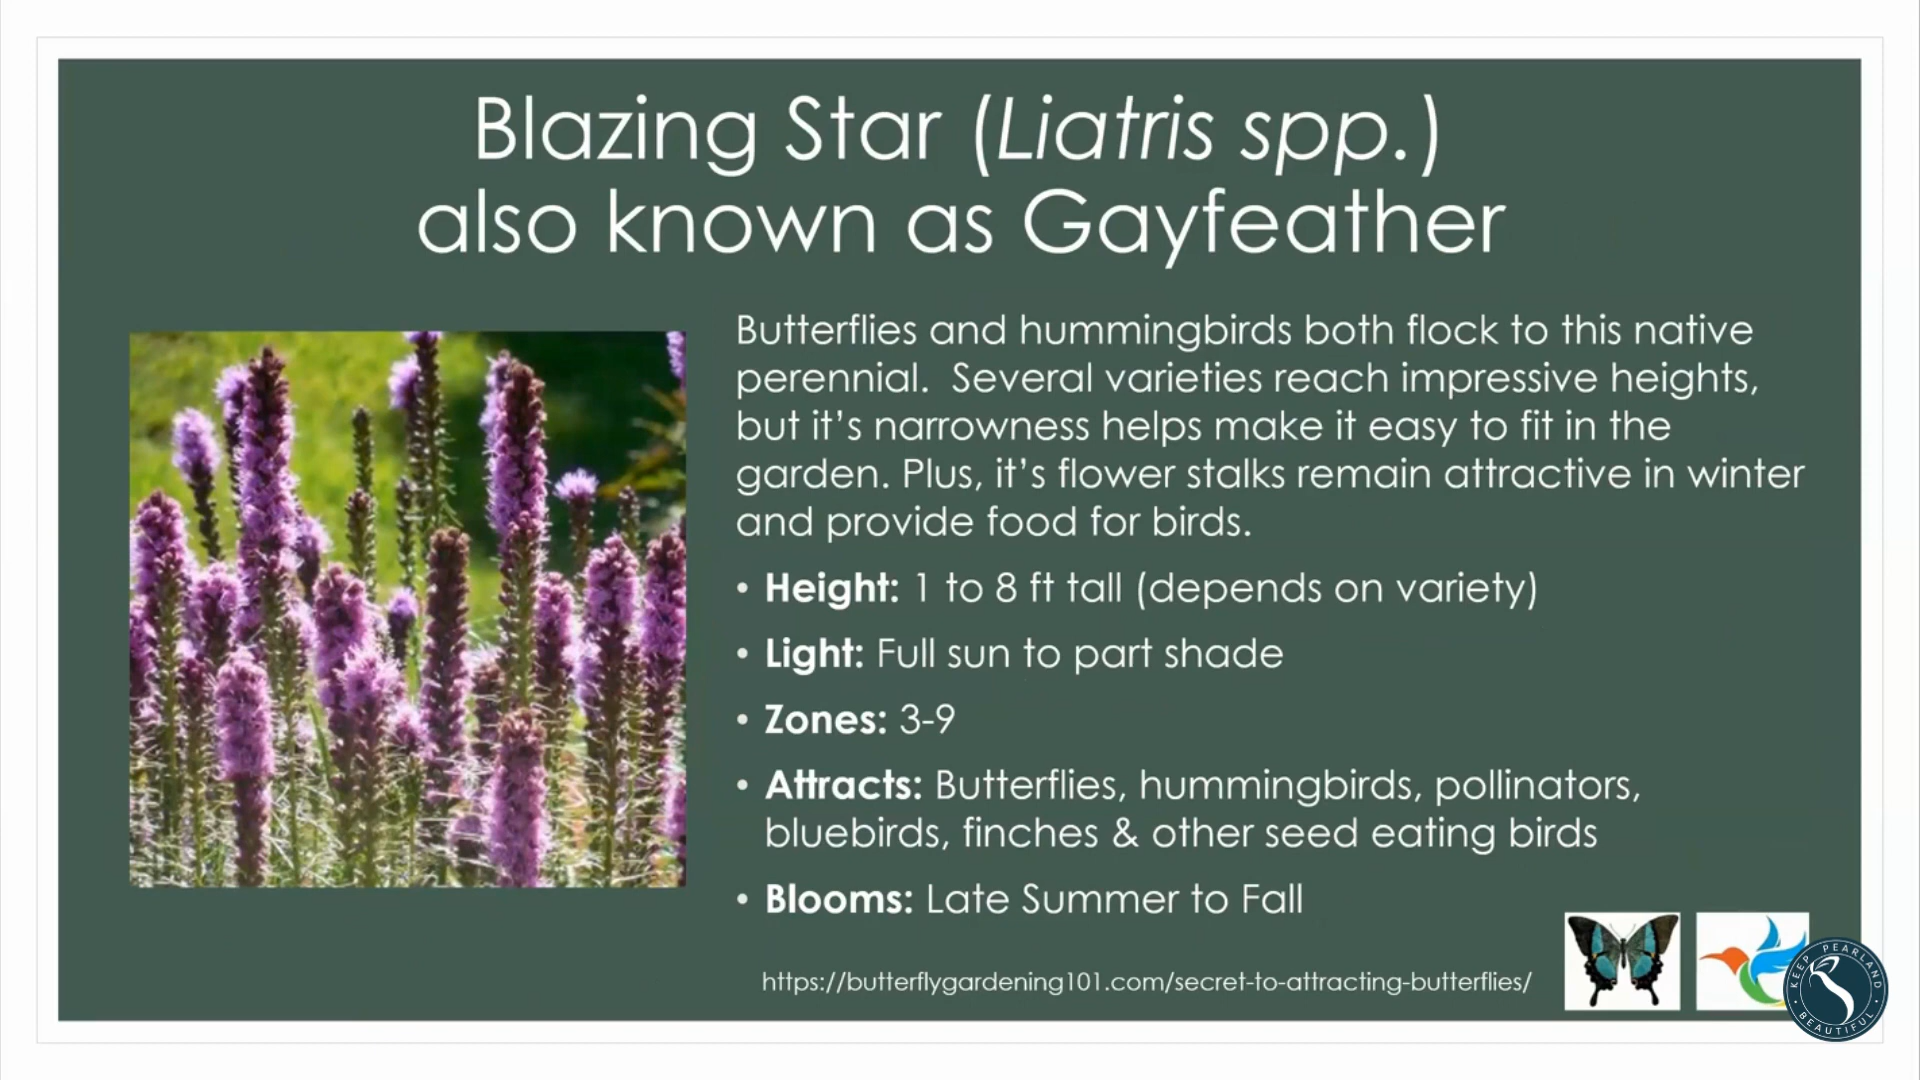 Blazing Star (Liatris spp.)
also known as Gayfeather
Butterflies and hummingbirds both flock to this native
perennial.  Several varieties reach impressive heights,
but it’s narrowness helps make it easy to fit in the
garden. Plus, it’s flower stalks remain attractive in winter
and provide food for birds.
• Height: 1 to 8 ft tall (depends on variety)
• Light: Full sun to part shade
• Zones: 3-9
• Attracts: Butterflies, hummingbirds, pollinators,
bluebirds, finches & other seed eating birds
• Blooms: Late Summer to Fall
https://butterflygardening101.com/secret-to-attracting-butterflies/
KEEP PEARLAND BEAUTIFUL